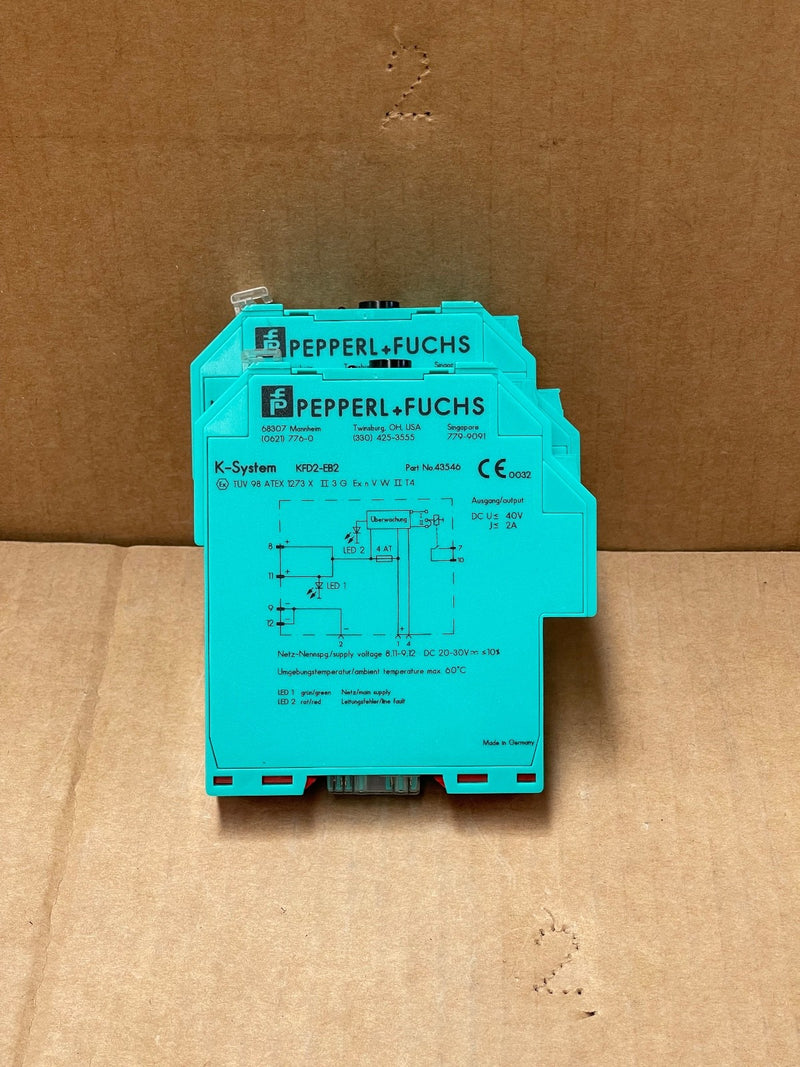 2
PEPPERL+FUCHS
PEPPERL+FUCHS
68307 Mannheim Twinsburg, OH, USA Singapore
(0621) 776-0 (330) 425-3555 779-9091
K-System KFD2-EB2 Part No. 43546 CE 0032
Ex TÜV 98 ATEX 1273 X II 3 G Ex n V W II T4
Ausgang/output
DC U≤ 40V
J≤ 2A
Überwachung
I
II
LED 2 4 AT
8 + 7
10
11 + LED 1
9 −
12 −
− +
2 1 4
Netz-Nennspg./supply voltage 8,11-9,12 DC 20-30V ≤10%
Umgebungstemperatur/ambient temperature max. 60°C
LED 1 grün/green Netz/main supply
LED 2 rot/red Leitungsfehler/line fault
Made in Germany
2